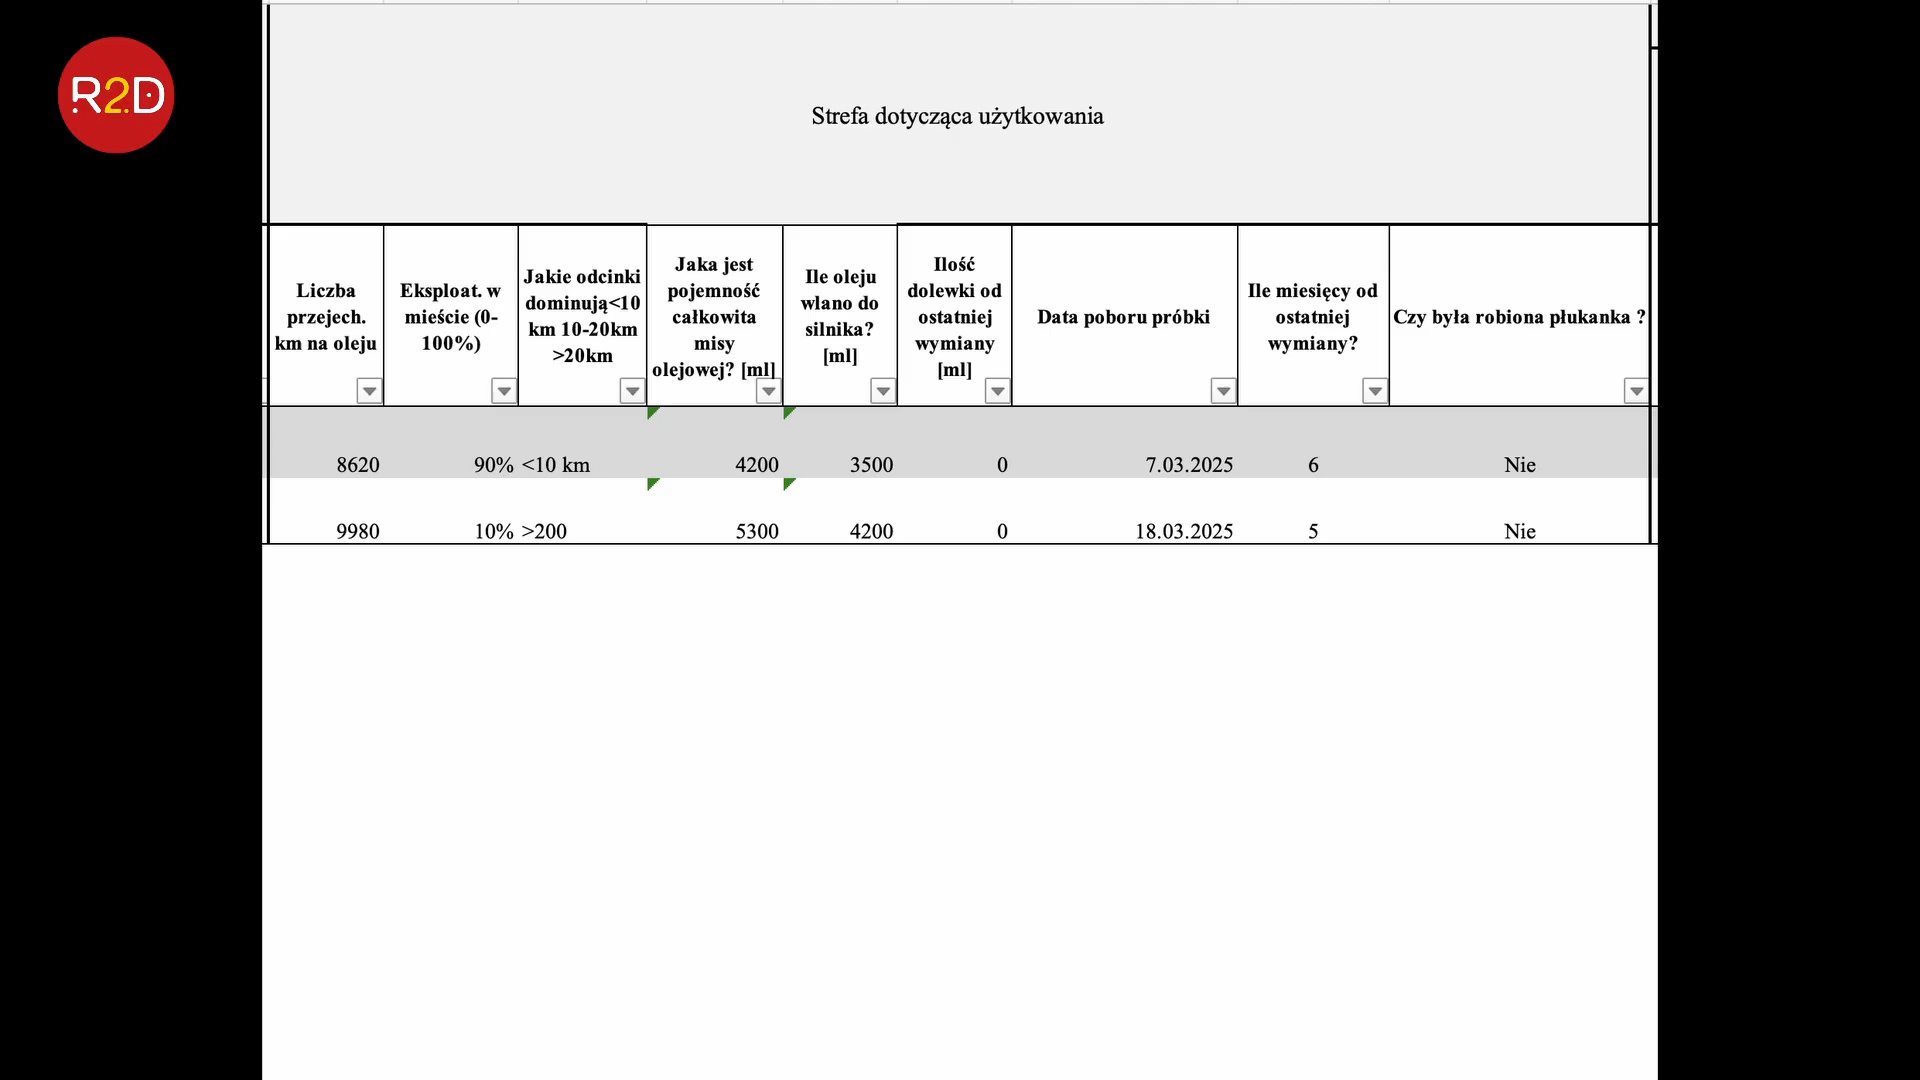 R2D
Strefa dotycząca użytkowania
Liczba
przejech.
km na oleju
Eksploat. w
mieście (0-
100%)
Jakie odcinki
dominują<10
km 10-20km
>20km
Jaka jest
pojemność
całkowita
misy
olejowej? [ml]
Ile oleju
wlano do
silnika?
[ml]
Ilość
dolewki od
ostatniej
wymiany
[ml]
Data poboru próbki
Ile miesięcy od
ostatniej
wymiany?
Czy była robiona płukanka ?
8620 90% <10 km 4200 3500 0 7.03.2025 6 Nie
9980 10% >200 5300 4200 0 18.03.2025 5 Nie